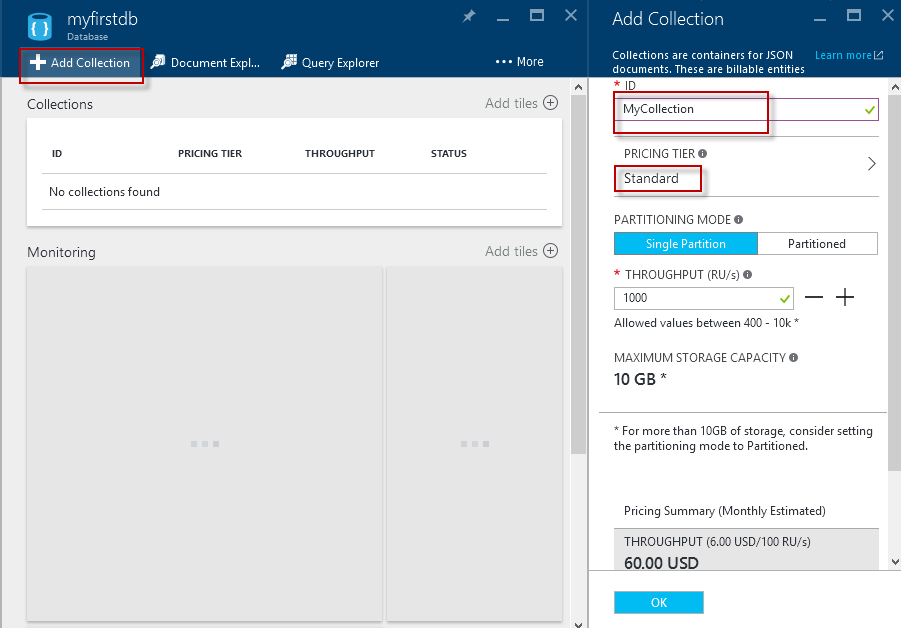 myfirstdb
Database
Add Collection
Document Expl...
Query Explorer
More
Collections
Add tiles
ID
PRICING TIER
THROUGHPUT
STATUS
No collections found
Monitoring
Add tiles
Add Collection
Collections are containers for JSON
documents. These are billable entities
Learn more
* ID
MyCollection
PRICING TIER
Standard
PARTITIONING MODE
Single Partition
Partitioned
* THROUGHPUT (RU/s)
1000
Allowed values between 400 - 10k *
MAXIMUM STORAGE CAPACITY
10 GB *
* For more than 10GB of storage, consider setting
the partitioning mode to Partitioned.
Pricing Summary (Monthly Estimated)
THROUGHPUT (6.00 USD/100 RU/s)
60.00 USD
OK